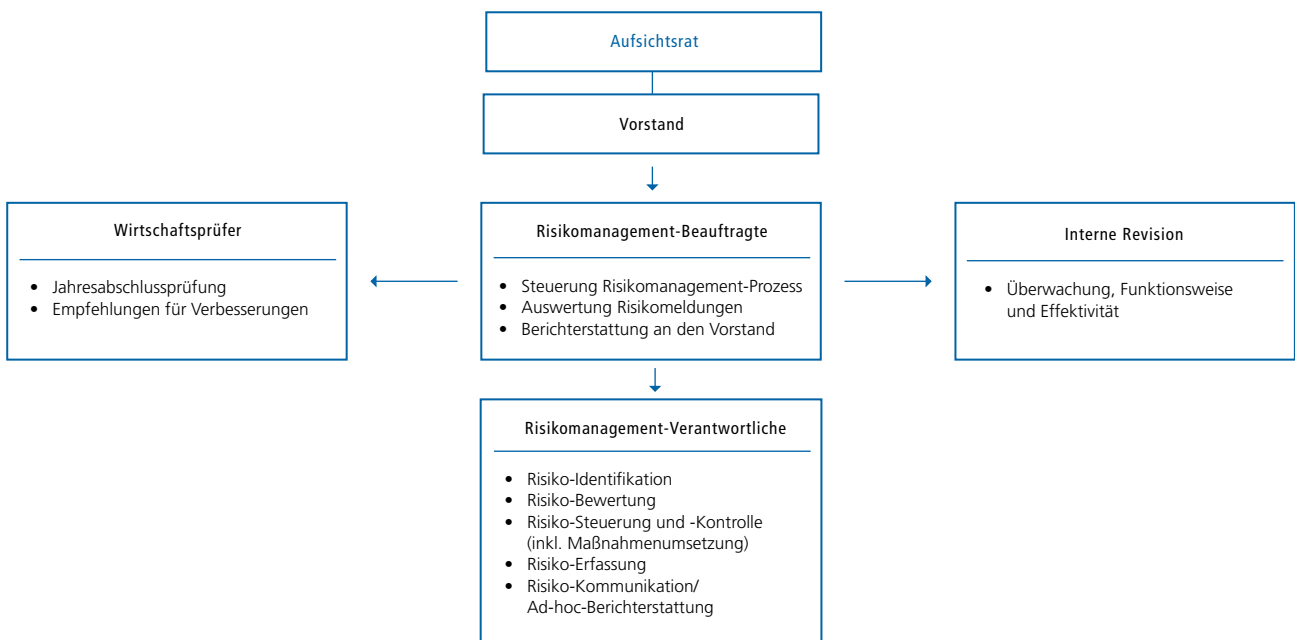 Aufsichtsrat
Vorstand
Wirtschaftsprüfer
• Jahresabschlussprüfung
• Empfehlungen für Verbesserungen
Risikomanagement-Beauftragte
• Steuerung Risikomanagement-Prozess
• Auswertung Risikomeldungen
• Berichterstattung an den Vorstand
Interne Revision
• Überwachung, Funktionsweise
und Effektivität
Risikomanagement-Verantwortliche
• Risiko-Identifikation
• Risiko-Bewertung
• Risiko-Steuerung und -Kontrolle
(inkl. Maßnahmenumsetzung)
• Risiko-Erfassung
• Risiko-Kommunikation/
Ad-hoc-Berichterstattung